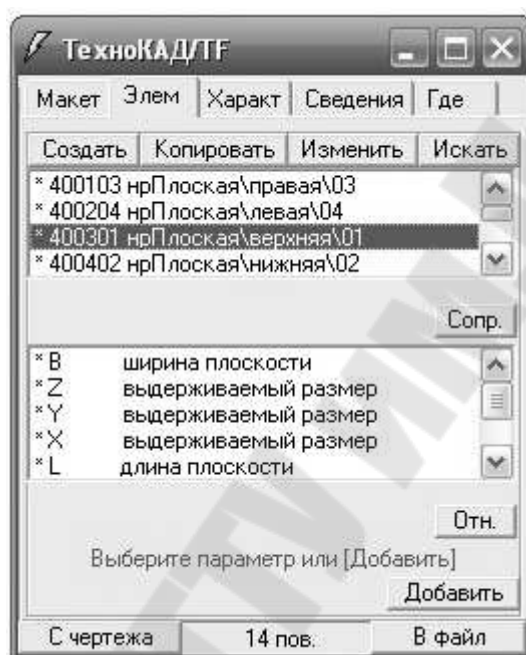 ТехноКАД/TF
Макет Элем Характ Сведения Где
Создать Копировать Изменить Искать
* 400103 нрПлоская\правая\03
* 400204 нрПлоская\левая\04
* 400301 нрПлоская\верхняя\01
* 400402 нрПлоская\нижняя\02
Сопр.
* B ширина плоскости
* Z выдерживаемый размер
* Y выдерживаемый размер
* X выдерживаемый размер
* L длина плоскости
Отн.
Выберите параметр или [Добавить]
Добавить
С чертежа 14 пов. В файл